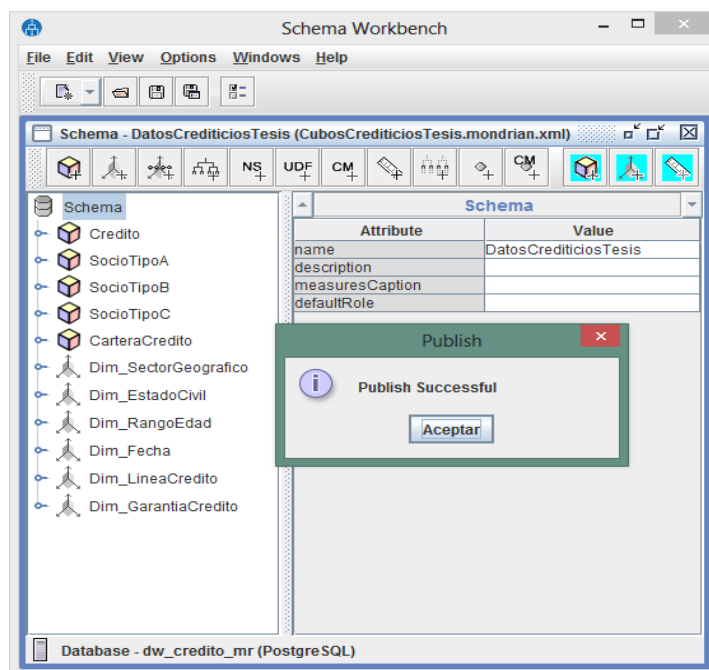 Schema Workbench
File Edit View Options Windows Help
Schema - DatosCrediticiosTesis (CubosCrediticiosTesis.mondrian.xml)
NS UDF CM CM
Schema
Credito
SocioTipoA
SocioTipoB
SocioTipoC
CarteraCredito
Dim_SectorGeografico
Dim_EstadoCivil
Dim_RangoEdad
Dim_Fecha
Dim_LineaCredito
Dim_GarantiaCredito
Schema
Attribute Value
name DatosCrediticiosTesis
description
measuresCaption
defaultRole
Publish
Publish Successful
Aceptar
Database - dw_credito_mr (PostgreSQL)